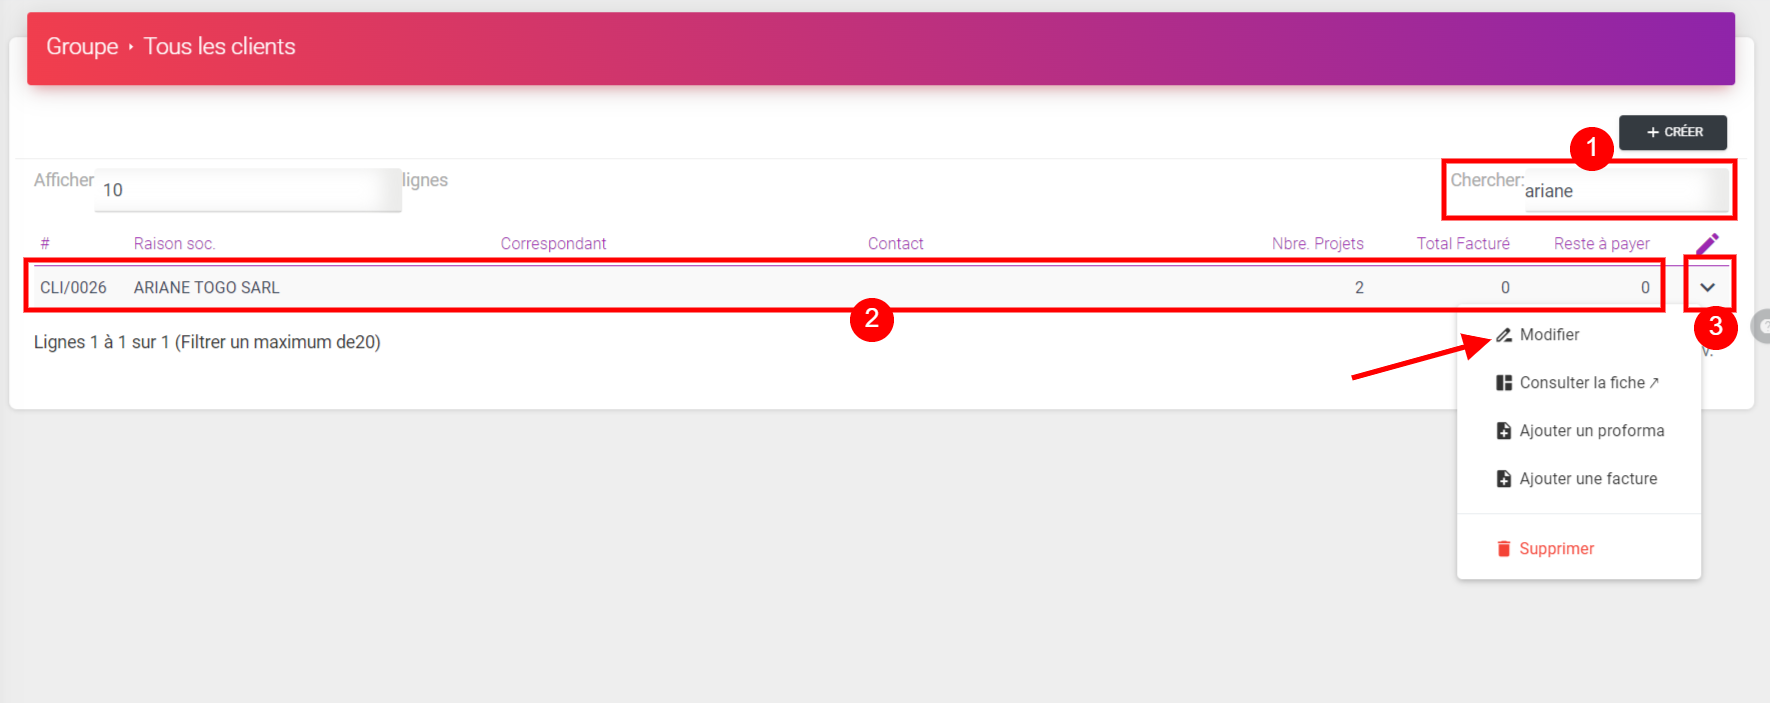 Groupe › Tous les clients
+ CRÉER
1
Afficher 10 lignes
Chercher: ariane
# Raison soc. Correspondant Contact Nbre. Projets Total Facturé Reste à payer
CLI/0026 ARIANE TOGO SARL 2 0 0
2
3
Lignes 1 à 1 sur 1 (Filtrer un maximum de20)
Modifier
Consulter la fiche ↗
Ajouter un proforma
Ajouter une facture
Supprimer